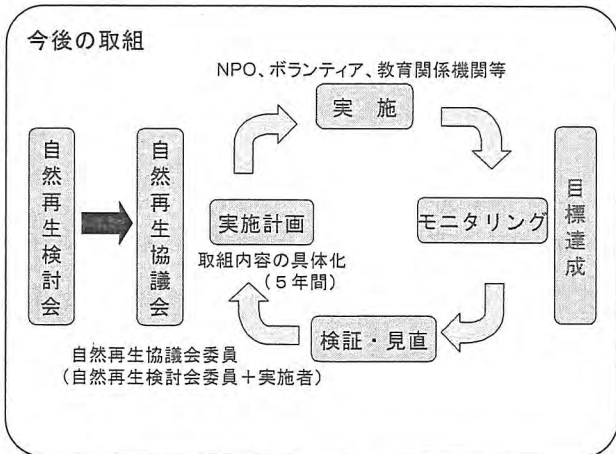 今後の取組
NPO、ボランティア、教育関係機関等
実 施
自然再生検討会
自然再生協議会
実施計画
取組内容の具体化
（５年間）
モニタリング
目標達成
検証・見直
自然再生協議会委員
（自然再生検討会委員＋実施者）